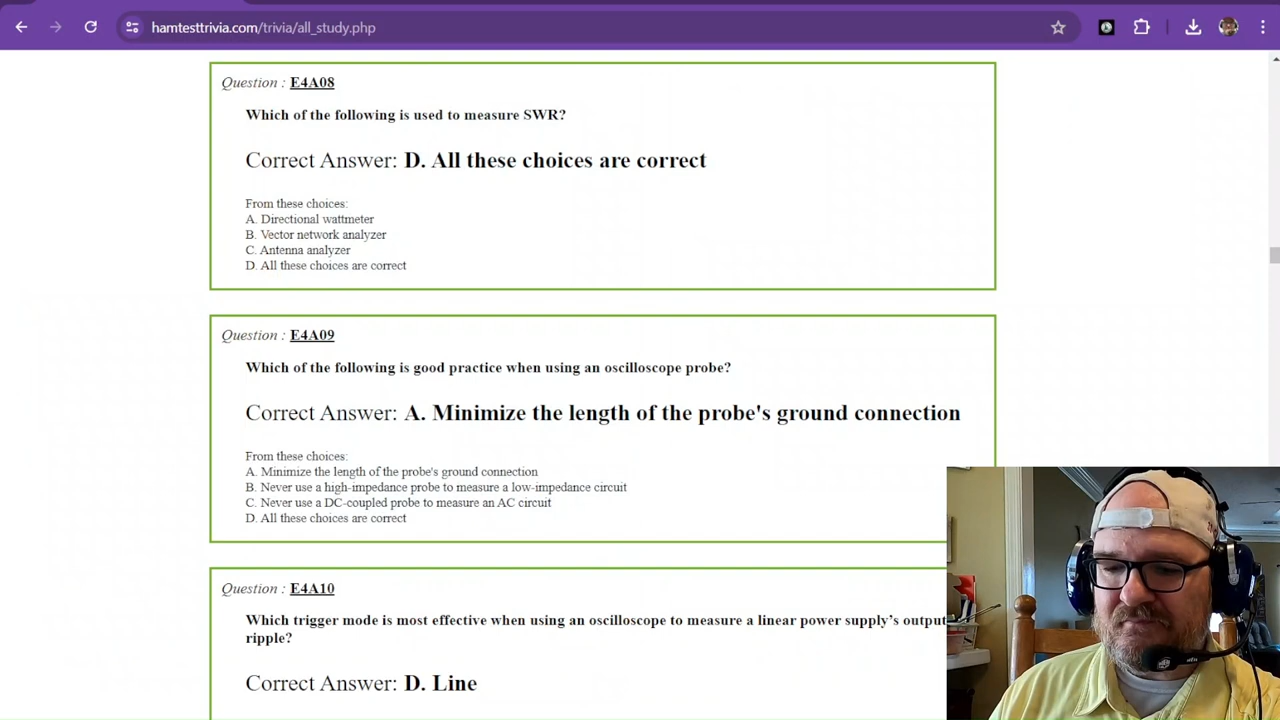 hamtesttrivia.com/trivia/all_study.php
Question : E4A08
Which of the following is used to measure SWR?
Correct Answer: D. All these choices are correct
From these choices:
A. Directional wattmeter
B. Vector network analyzer
C. Antenna analyzer
D. All these choices are correct
Question : E4A09
Which of the following is good practice when using an oscilloscope probe?
Correct Answer: A. Minimize the length of the probe's ground connection
From these choices:
A. Minimize the length of the probe's ground connection
B. Never use a high-impedance probe to measure a low-impedance circuit
C. Never use a DC-coupled probe to measure an AC circuit
D. All these choices are correct
Question : E4A10
Which trigger mode is most effective when using an oscilloscope to measure a linear power supply’s output
ripple?
Correct Answer: D. Line